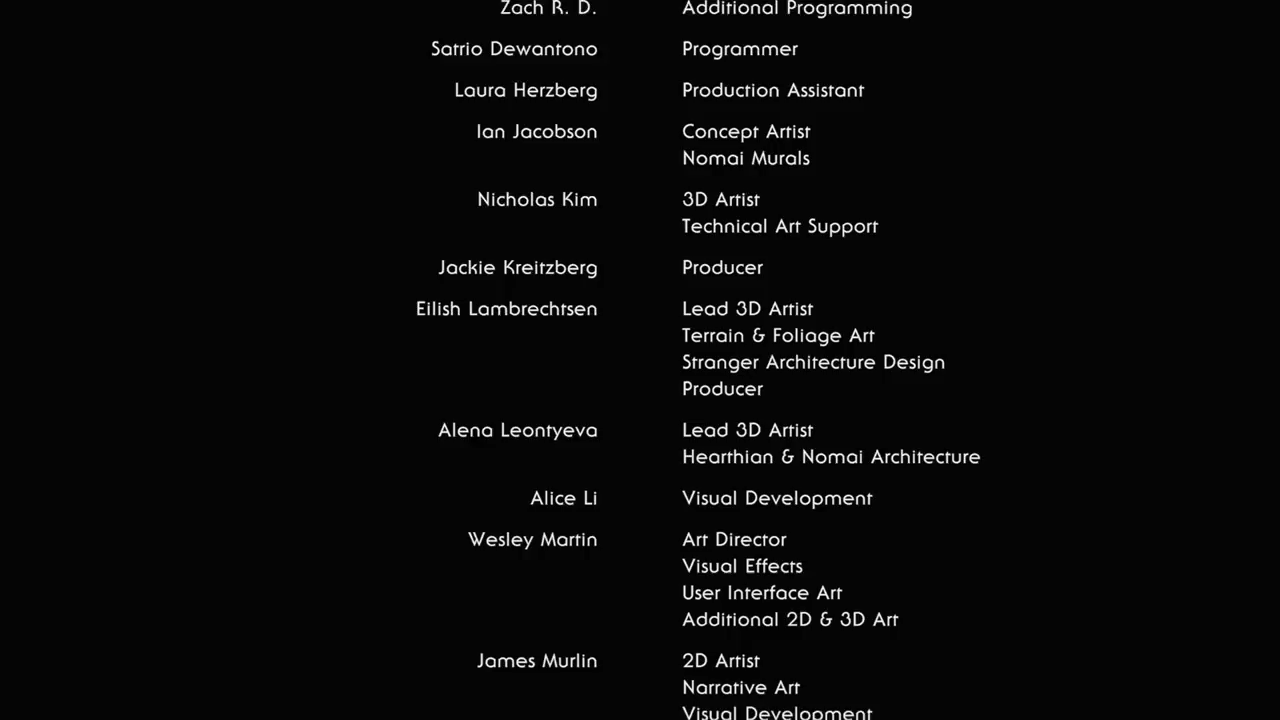 Zach R. D. Additional Programming
Satrio Dewantono Programmer
Laura Herzberg Production Assistant
Ian Jacobson Concept Artist
Nomai Murals
Nicholas Kim 3D Artist
Technical Art Support
Jackie Kreitzberg Producer
Eilish Lambrechtsen Lead 3D Artist
Terrain & Foliage Art
Stranger Architecture Design
Producer
Alena Leontyeva Lead 3D Artist
Hearthian & Nomai Architecture
Alice Li Visual Development
Wesley Martin Art Director
Visual Effects
User Interface Art
Additional 2D & 3D Art
James Murlin 2D Artist
Narrative Art
Visual Development